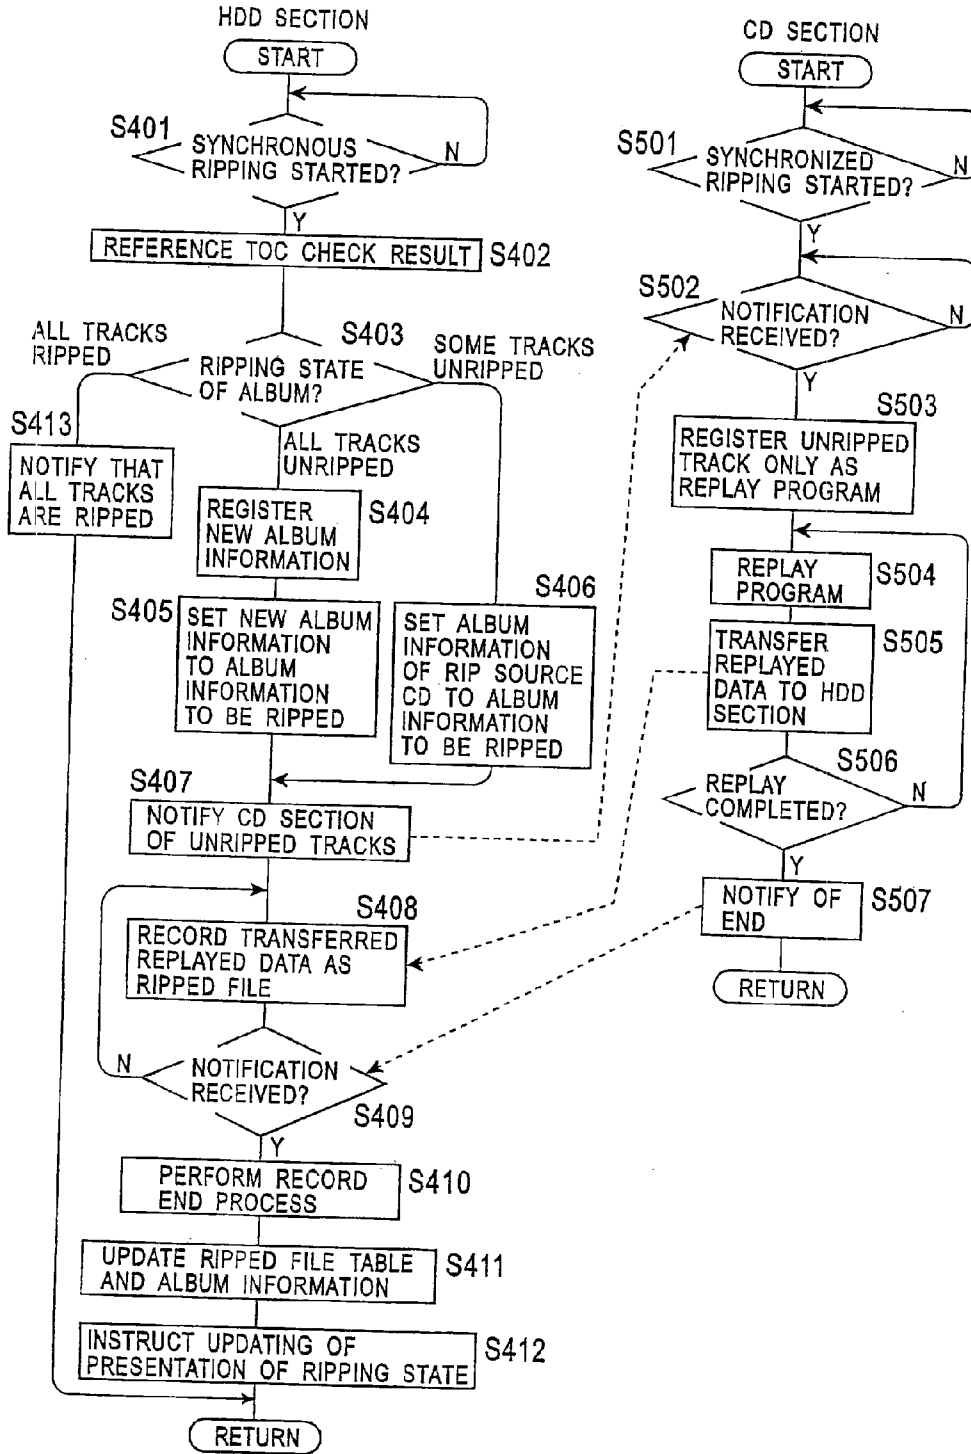 HDD SECTION
START
S401
SYNCHRONOUS
RIPPING STARTED?
N
Y
REFERENCE TOC CHECK RESULT
S402
ALL TRACKS
RIPPED
S403
SOME TRACKS
UNRIPPED
RIPPING STATE
OF ALBUM?
S413
NOTIFY THAT
ALL TRACKS
ARE RIPPED
ALL TRACKS
UNRIPPED
REGISTER
NEW ALBUM
INFORMATION
S404
S405
SET NEW ALBUM
INFORMATION
TO ALBUM
INFORMATION
TO BE RIPPED
S406
SET ALBUM
INFORMATION
OF RIP SOURCE
CD TO ALBUM
INFORMATION
TO BE RIPPED
S407
NOTIFY CD SECTION
OF UNRIPPED TRACKS
S408
RECORD TRANSFERRED
REPLAYED DATA AS
RIPPED FILE
N
NOTIFICATION
RECEIVED?
S409
Y
PERFORM RECORD
END PROCESS
S410
UPDATE RIPPED FILE TABLE
AND ALBUM INFORMATION
S411
INSTRUCT UPDATING OF
PRESENTATION OF RIPPING STATE
S412
RETURN
CD SECTION
START
S501
SYNCHRONIZED
RIPPING STARTED?
N
Y
S502
NOTIFICATION
RECEIVED?
N
Y
S503
REGISTER UNRIPPED
TRACK ONLY AS
REPLAY PROGRAM
REPLAY
PROGRAM
S504
TRANSFER
REPLAYED
DATA TO HDD
SECTION
S505
S506
REPLAY
COMPLETED?
N
Y
NOTIFY OF
END
S507
RETURN